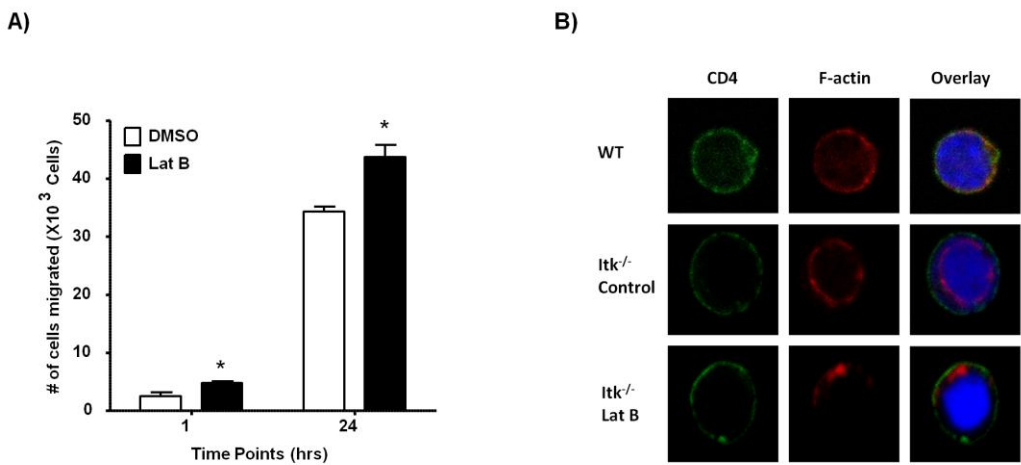 A)
50
40
30
20
10
0
# of cells migrated (X10 3 Cells)
DMSO
Lat B
*
*
1
24
Time Points (hrs)
B)
CD4
F-actin
Overlay
WT
Itk-/-
Control
Itk-/-
Lat B